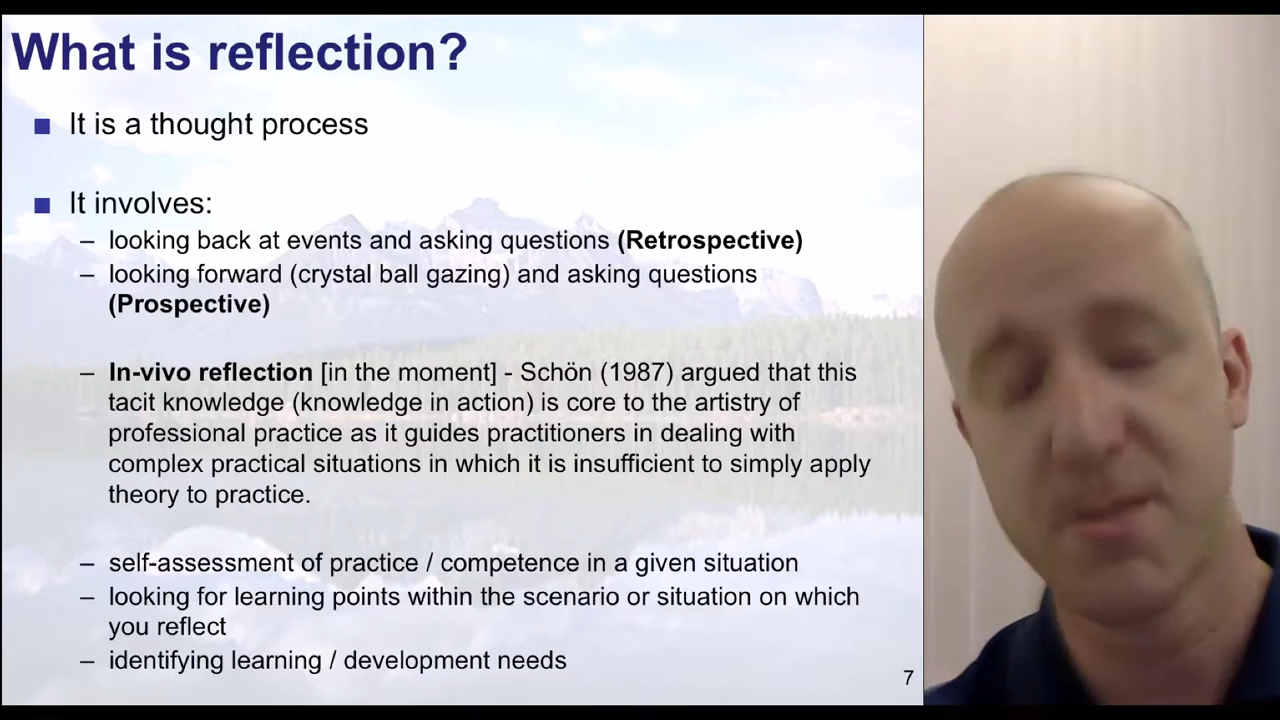 What is reflection?
It is a thought process
It involves:
– looking back at events and asking questions (Retrospective)
– looking forward (crystal ball gazing) and asking questions
(Prospective)
– In-vivo reflection [in the moment] - Schön (1987) argued that this
tacit knowledge (knowledge in action) is core to the artistry of
professional practice as it guides practitioners in dealing with
complex practical situations in which it is insufficient to simply apply
theory to practice.
– self-assessment of practice / competence in a given situation
– looking for learning points within the scenario or situation on which
you reflect
– identifying learning / development needs
7